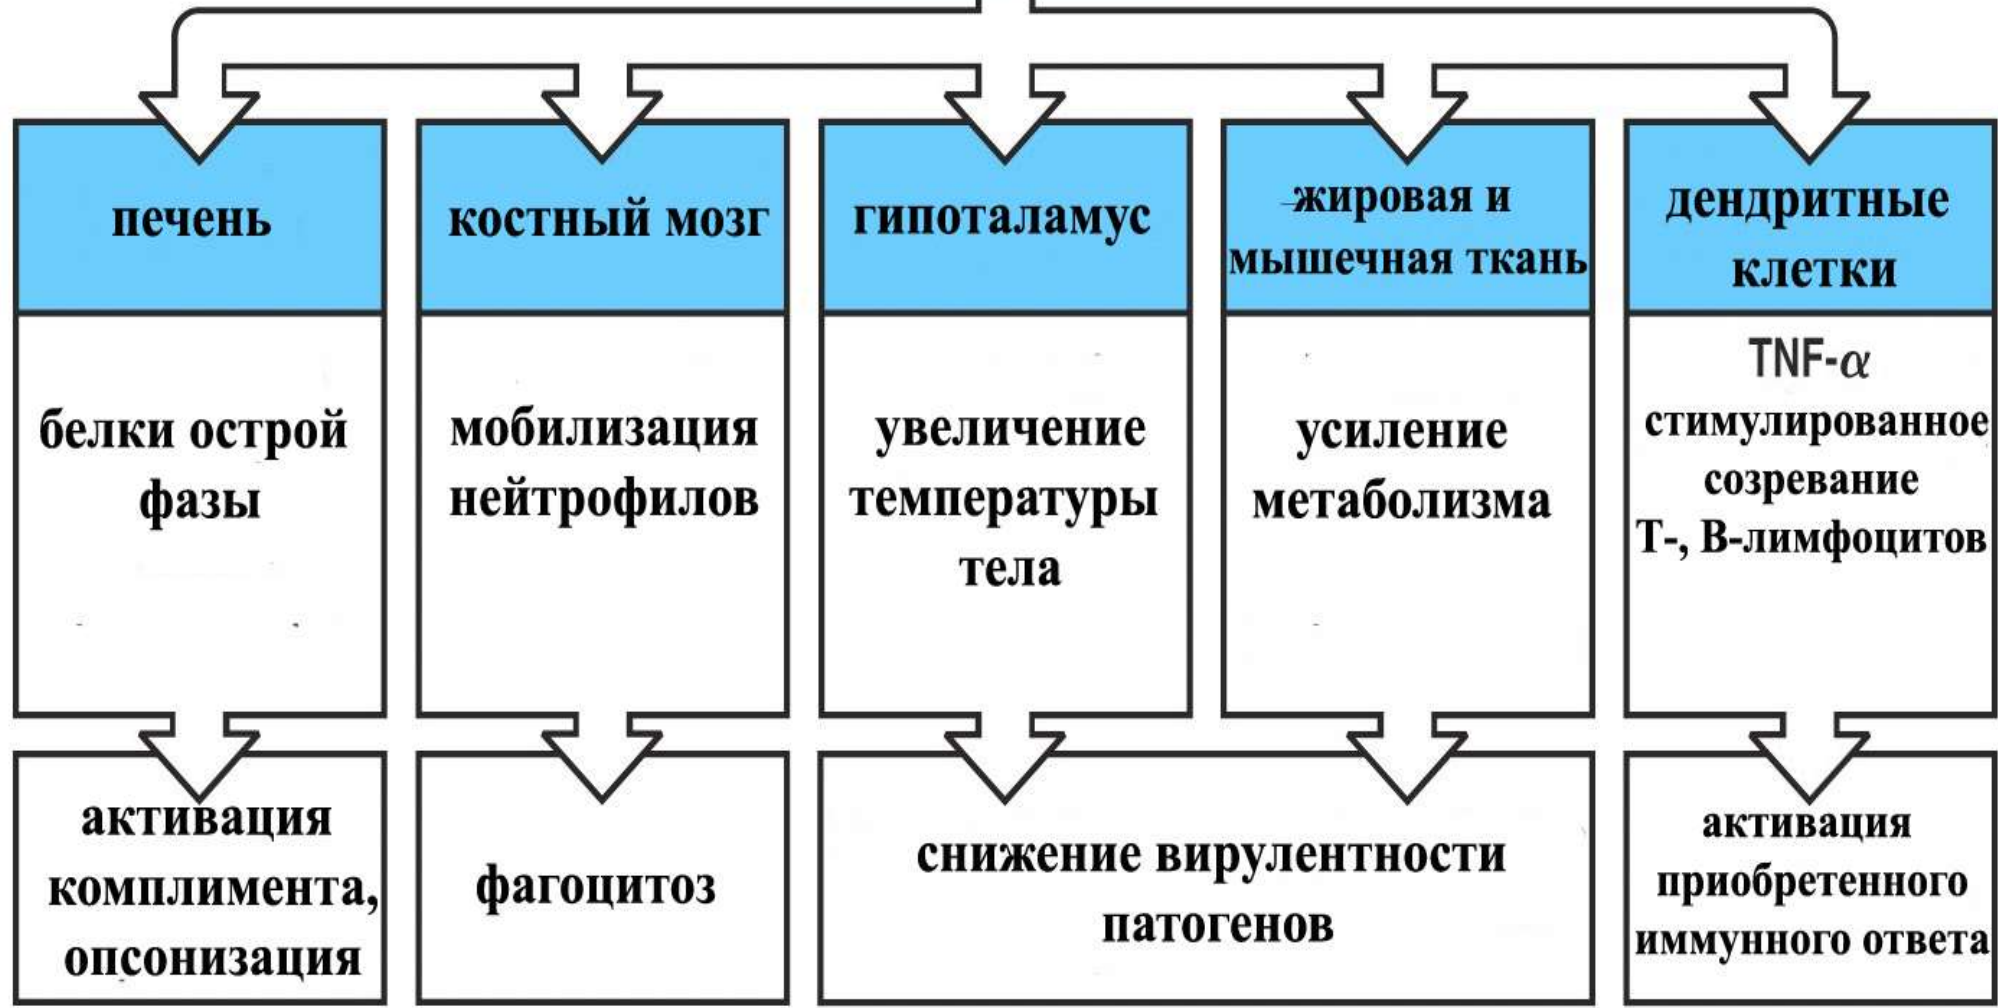 печень
белки острой
фазы
активация
комплимента,
опсонизация
костный мозг
мобилизация
нейтрофилов
фагоцитоз
гипоталамус
увеличение
температуры
тела
жировая и
мышечная ткань
усиление
метаболизма
снижение вирулентности
патогенов
дендритные
клетки
TNF-α
стимулированное
созревание
Т-, В-лимфоцитов
активация
приобретенного
иммунного ответа